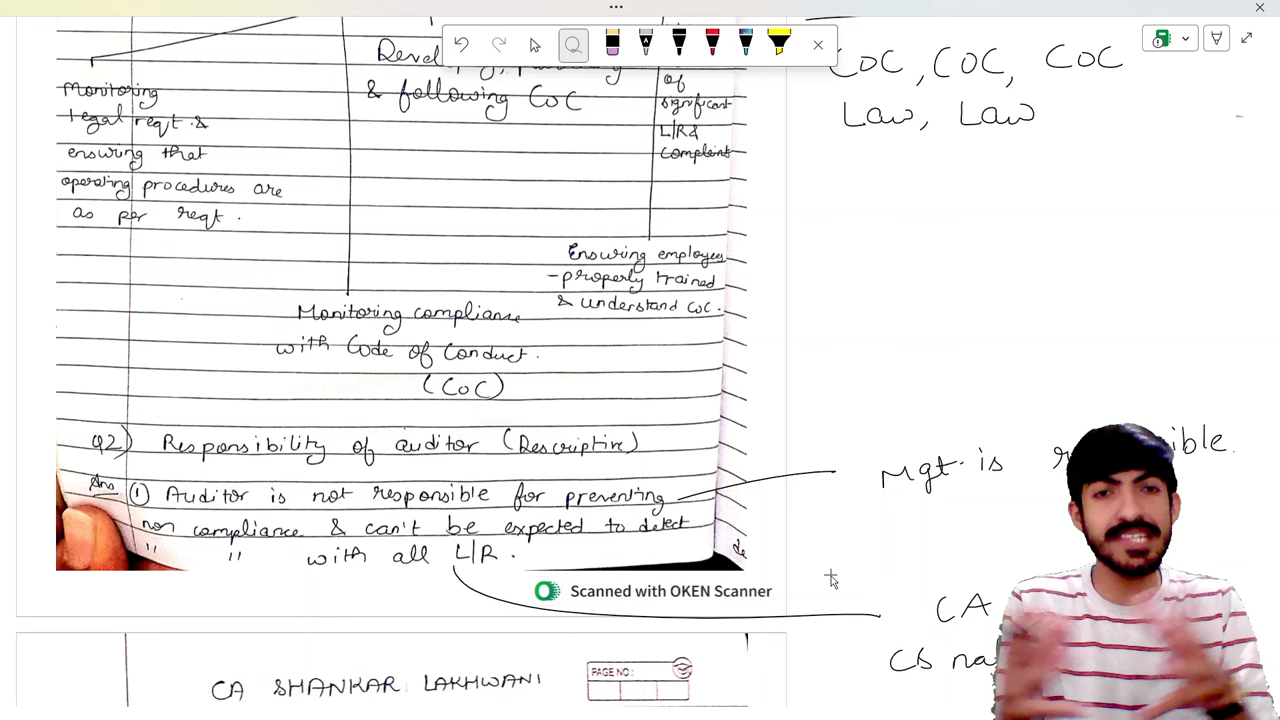 & following CoC
Monitoring
legal reqt. &
ensuring that
operating procedures are
as per reqt.
of
significant
L/R &
complaints
Ensuring employees
- properly trained
& understand CoC.
Monitoring compliance
with Code of Conduct.
(CoC)
Q2) Responsibility of auditor (Descriptive)
Ans ① Auditor is not responsible for preventing
non compliance & can't be expected to detect
" " with all L/R.
Scanned with OKEN Scanner
CA SHANKAR LAKHWANI
PAGE NO:
CoC, COC, COC
Law, Law
Mgt. is
CA
CS